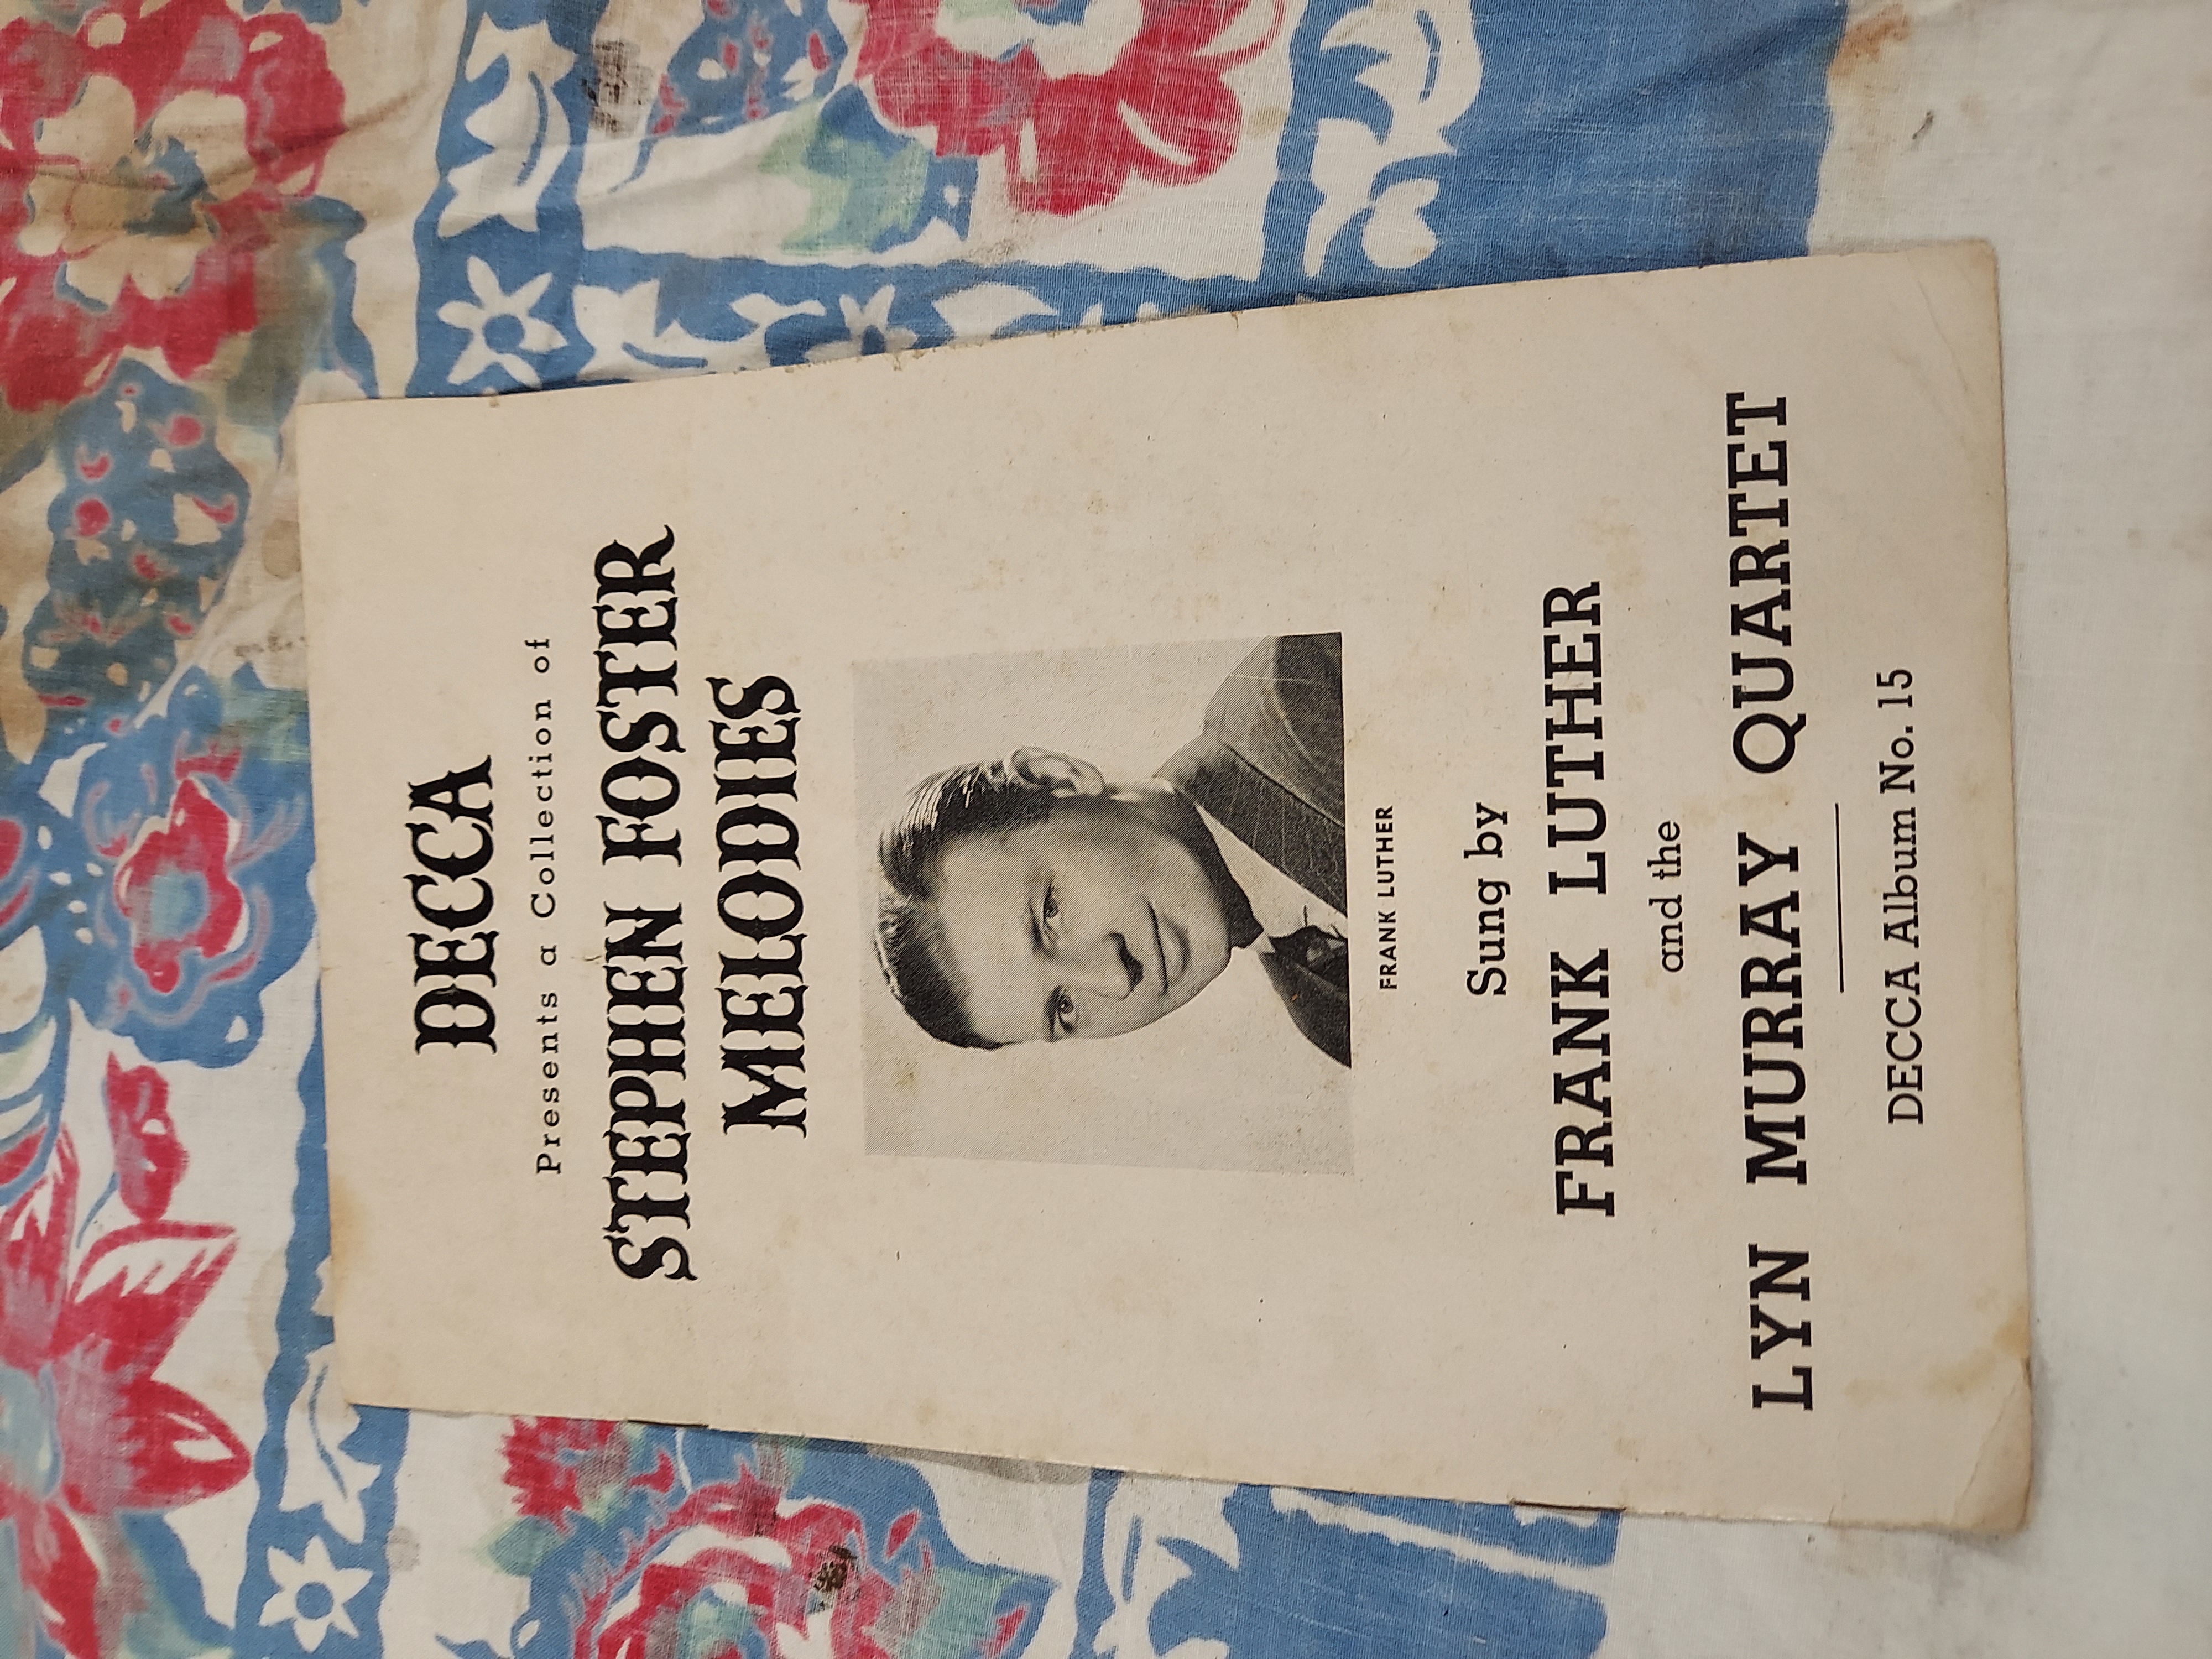 DECCA
Presents a Collection of
STEPHEN FOSTER
MELODIES
FRANK LUTHER
Sung by
FRANK LUTHER
and the
LYN MURRAY QUARTET
DECCA Album No. 15